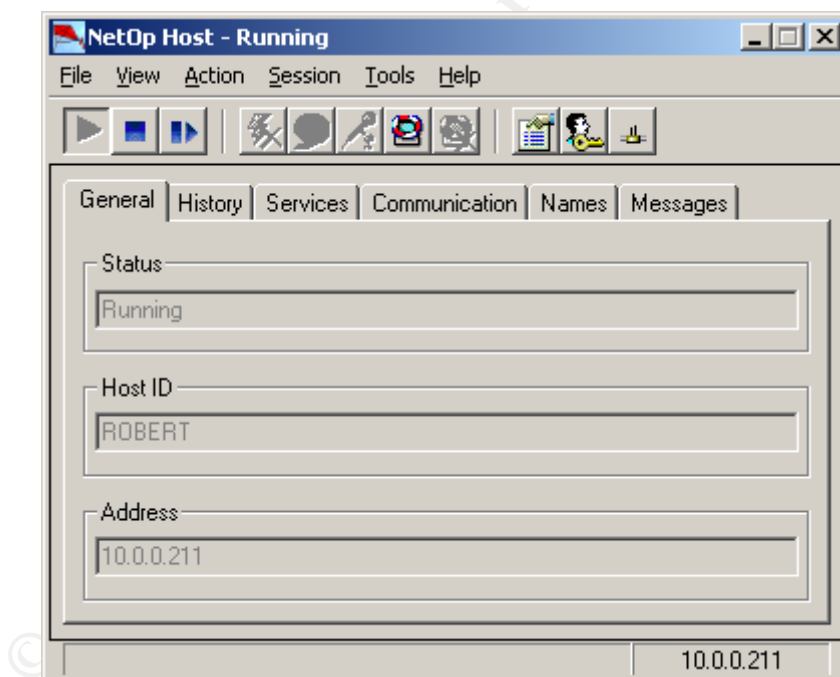 NetOp Host - Running
File View Action Session Tools Help
General History Services Communication Names Messages
Status
Running
Host ID
ROBERT
Address
10.0.0.211
©
10.0.0.211